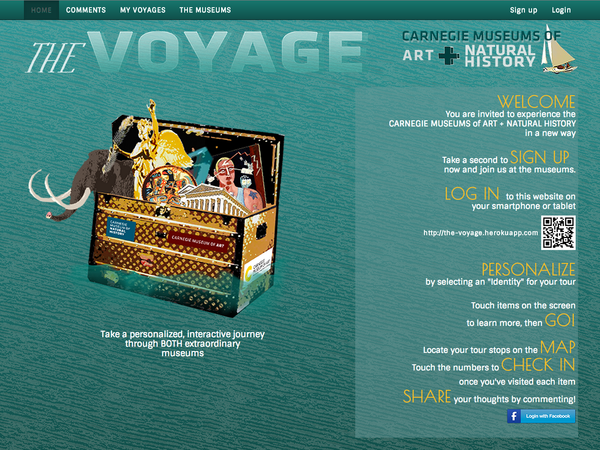 HOME COMMENTS MY VOYAGES THE MUSEUMS Sign up Login
THE VOYAGE
CARNEGIE MUSEUMS OF
ART + NATURAL
HISTORY
WELCOME
You are invited to experience the
CARNEGIE MUSEUMS of ART + NATURAL HISTORY
in a new way
Take a second to SIGN UP
now and join us at the museums.
LOG IN to this website on
your smartphone or tablet
http://the-voyage.herokuapp.com
PERSONALIZE
by selecting an "Identity" for your tour
Touch items on the screen
to learn more, then GO!
Locate your tour stops on the MAP
Touch the numbers to CHECK IN
once you've visited each item
SHARE your thoughts by commenting!
Login with Facebook
CARNEGIE MUSEUM OF ART
NATURAL
HISTORY
Take a personalized, interactive journey
through BOTH extraordinary
museums